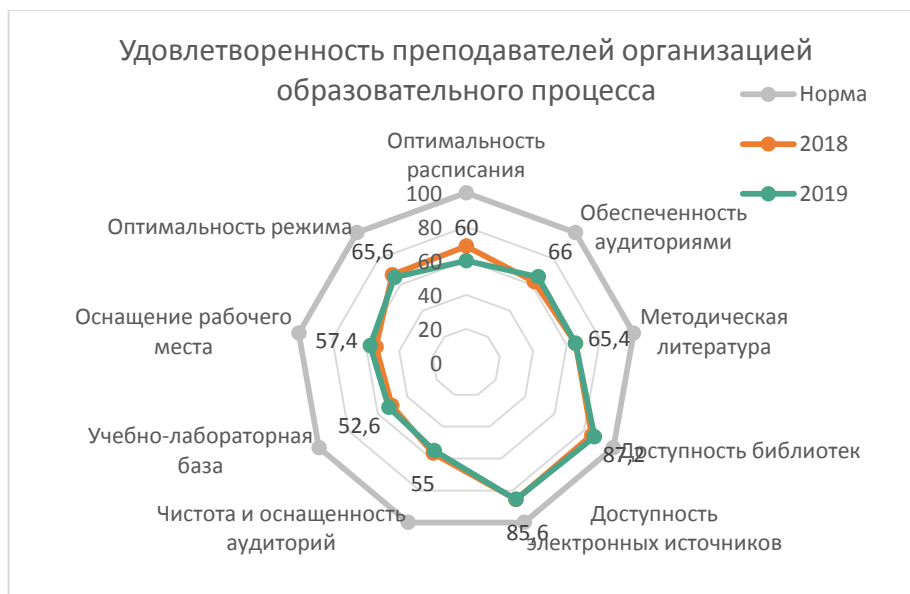 Удовлетворенность преподавателей организацией
образовательного процесса
Норма
2018
2019
Оптимальность
расписания
Обеспеченность
аудиториями
Методическая
литература
Доступность библиотек
Доступность
электронных источников
Чистота и оснащенность
аудиторий
Учебно-лабораторная
база
Оснащение рабочего
места
Оптимальность режима
100
80
60
40
20
0
60
66
65,4
87,2
85,6
55
52,6
57,4
65,6